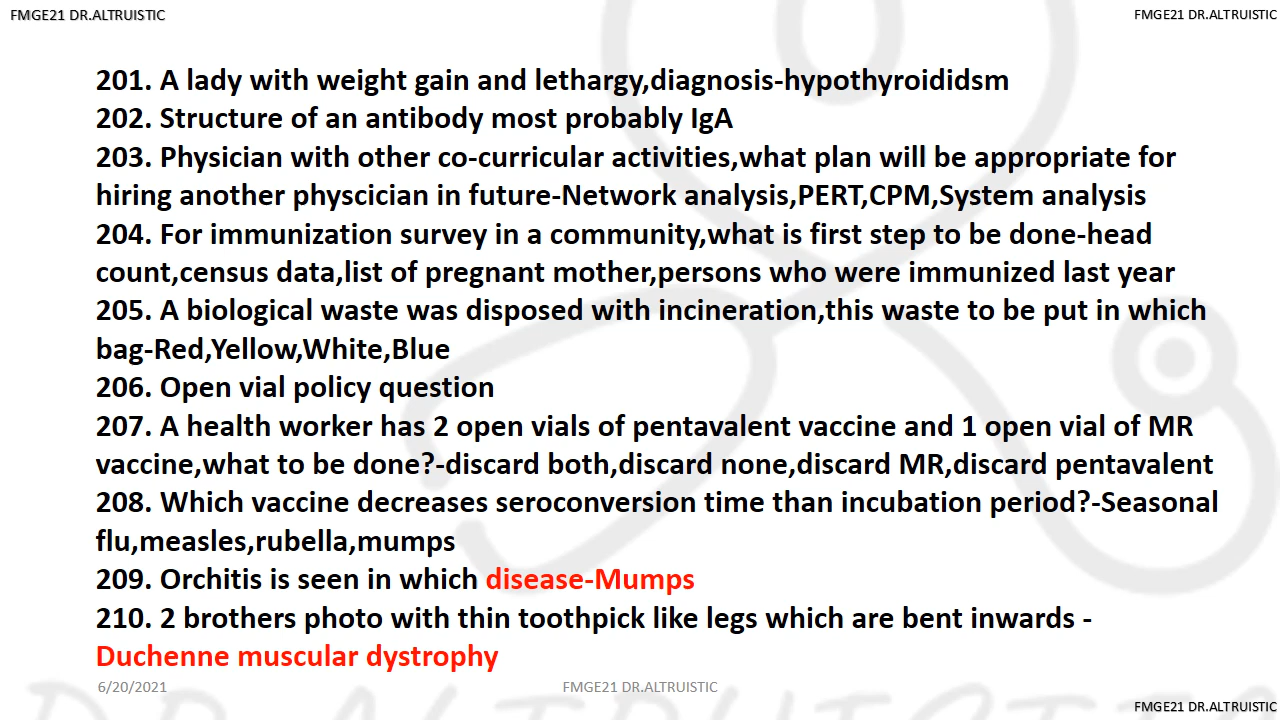 FMGE21 DR.ALTRUISTIC
FMGE21 DR.ALTRUISTIC
201. A lady with weight gain and lethargy,diagnosis-hypothyroididsm
202. Structure of an antibody most probably IgA
203. Physician with other co-curricular activities,what plan will be appropriate for
hiring another physcician in future-Network analysis,PERT,CPM,System analysis
204. For immunization survey in a community,what is first step to be done-head
count,census data,list of pregnant mother,persons who were immunized last year
205. A biological waste was disposed with incineration,this waste to be put in which
bag-Red,Yellow,White,Blue
206. Open vial policy question
207. A health worker has 2 open vials of pentavalent vaccine and 1 open vial of MR
vaccine,what to be done?-discard both,discard none,discard MR,discard pentavalent
208. Which vaccine decreases seroconversion time than incubation period?-Seasonal
flu,measles,rubella,mumps
209. Orchitis is seen in which disease-Mumps
210. 2 brothers photo with thin toothpick like legs which are bent inwards -
Duchenne muscular dystrophy
6/20/2021
FMGE21 DR.ALTRUISTIC
FMGE21 DR.ALTRUISTIC
DR.ALTRUISTIC